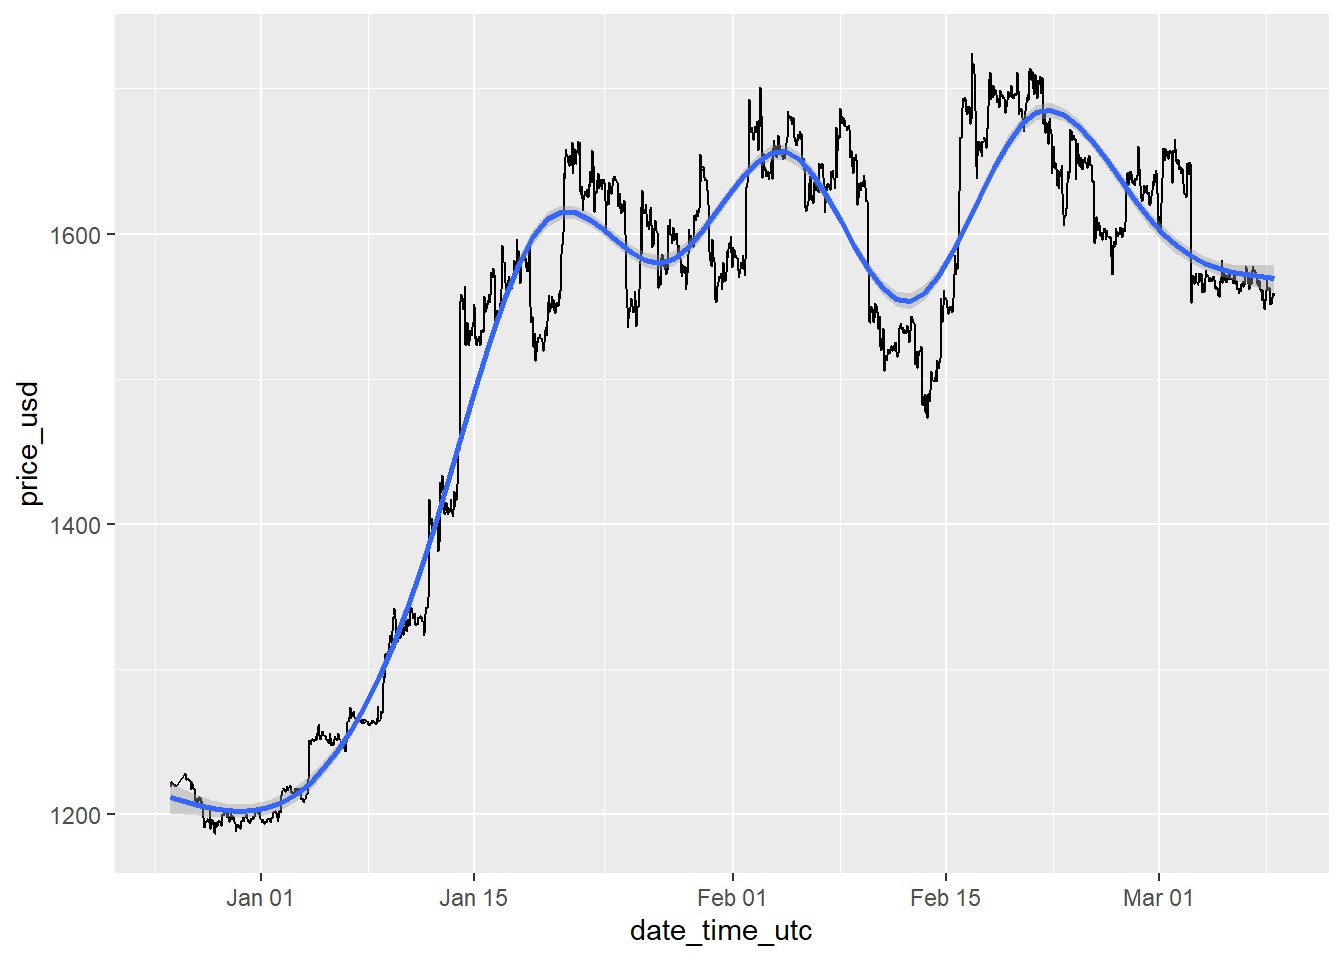 price_usd
1600
1400
1200
Jan 01
Jan 15
Feb 01
Feb 15
Mar 01
date_time_utc